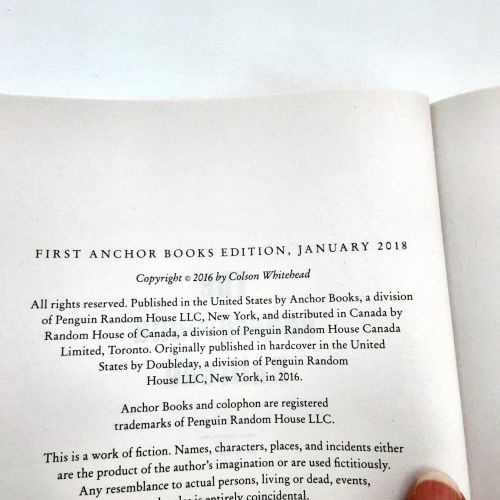 FIRST ANCHOR BOOKS EDITION, JANUARY 2018
Copyright © 2016 by Colson Whitehead
All rights reserved. Published in the United States by Anchor Books, a division
of Penguin Random House LLC, New York, and distributed in Canada by
Random House of Canada, a division of Penguin Random House Canada
Limited, Toronto. Originally published in hardcover in the United
States by Doubleday, a division of Penguin Random
House LLC, New York, in 2016.
Anchor Books and colophon are registered
trademarks of Penguin Random House LLC.
This is a work of fiction. Names, characters, places, and incidents either
are the product of the author's imagination or are used fictitiously.
Any resemblance to actual persons, living or dead, events,
is entirely coincidental.